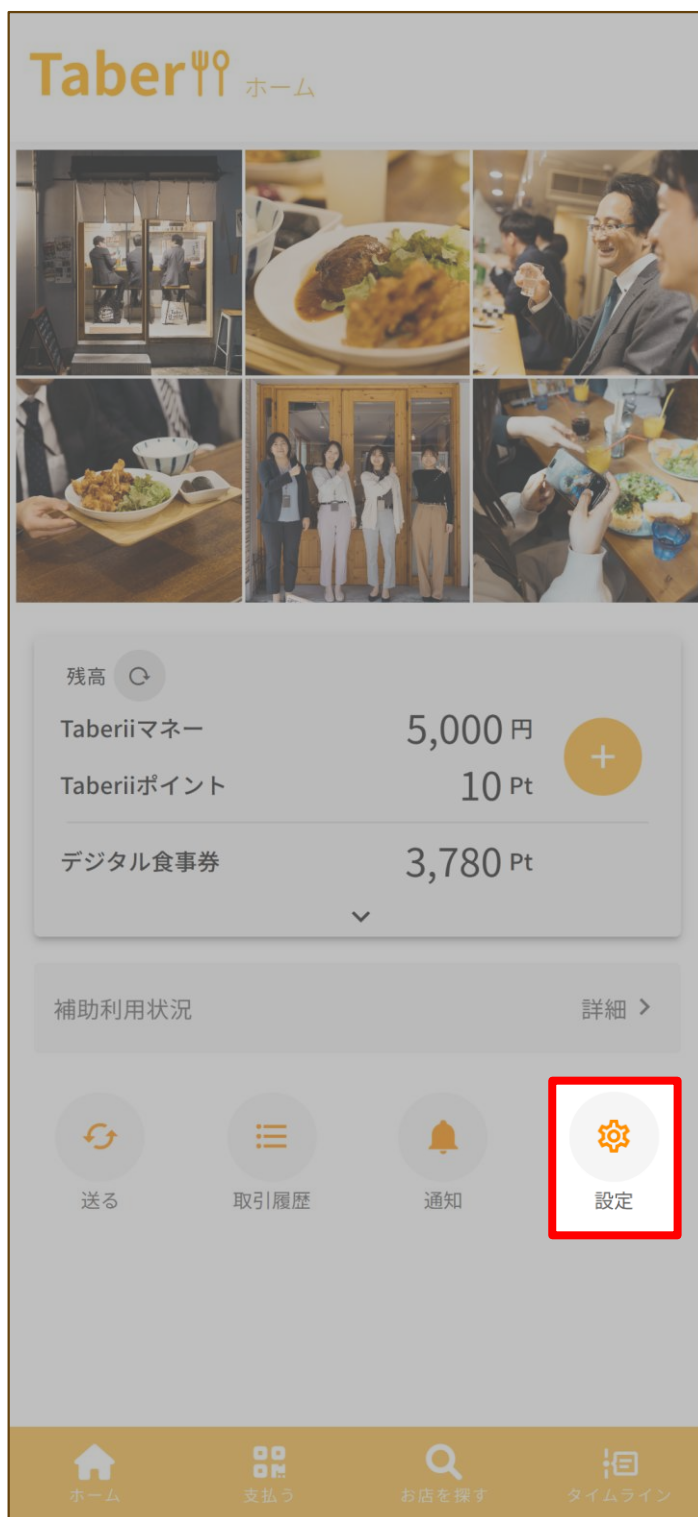 Taberii ホーム
残高
Taberiiマネー 5,000 円
Taberiiポイント 10 Pt
デジタル食事券 3,780 Pt
補助利用状況 詳細
送る 取引履歴 通知 設定
ホーム 支払う お店を探す タイムライン